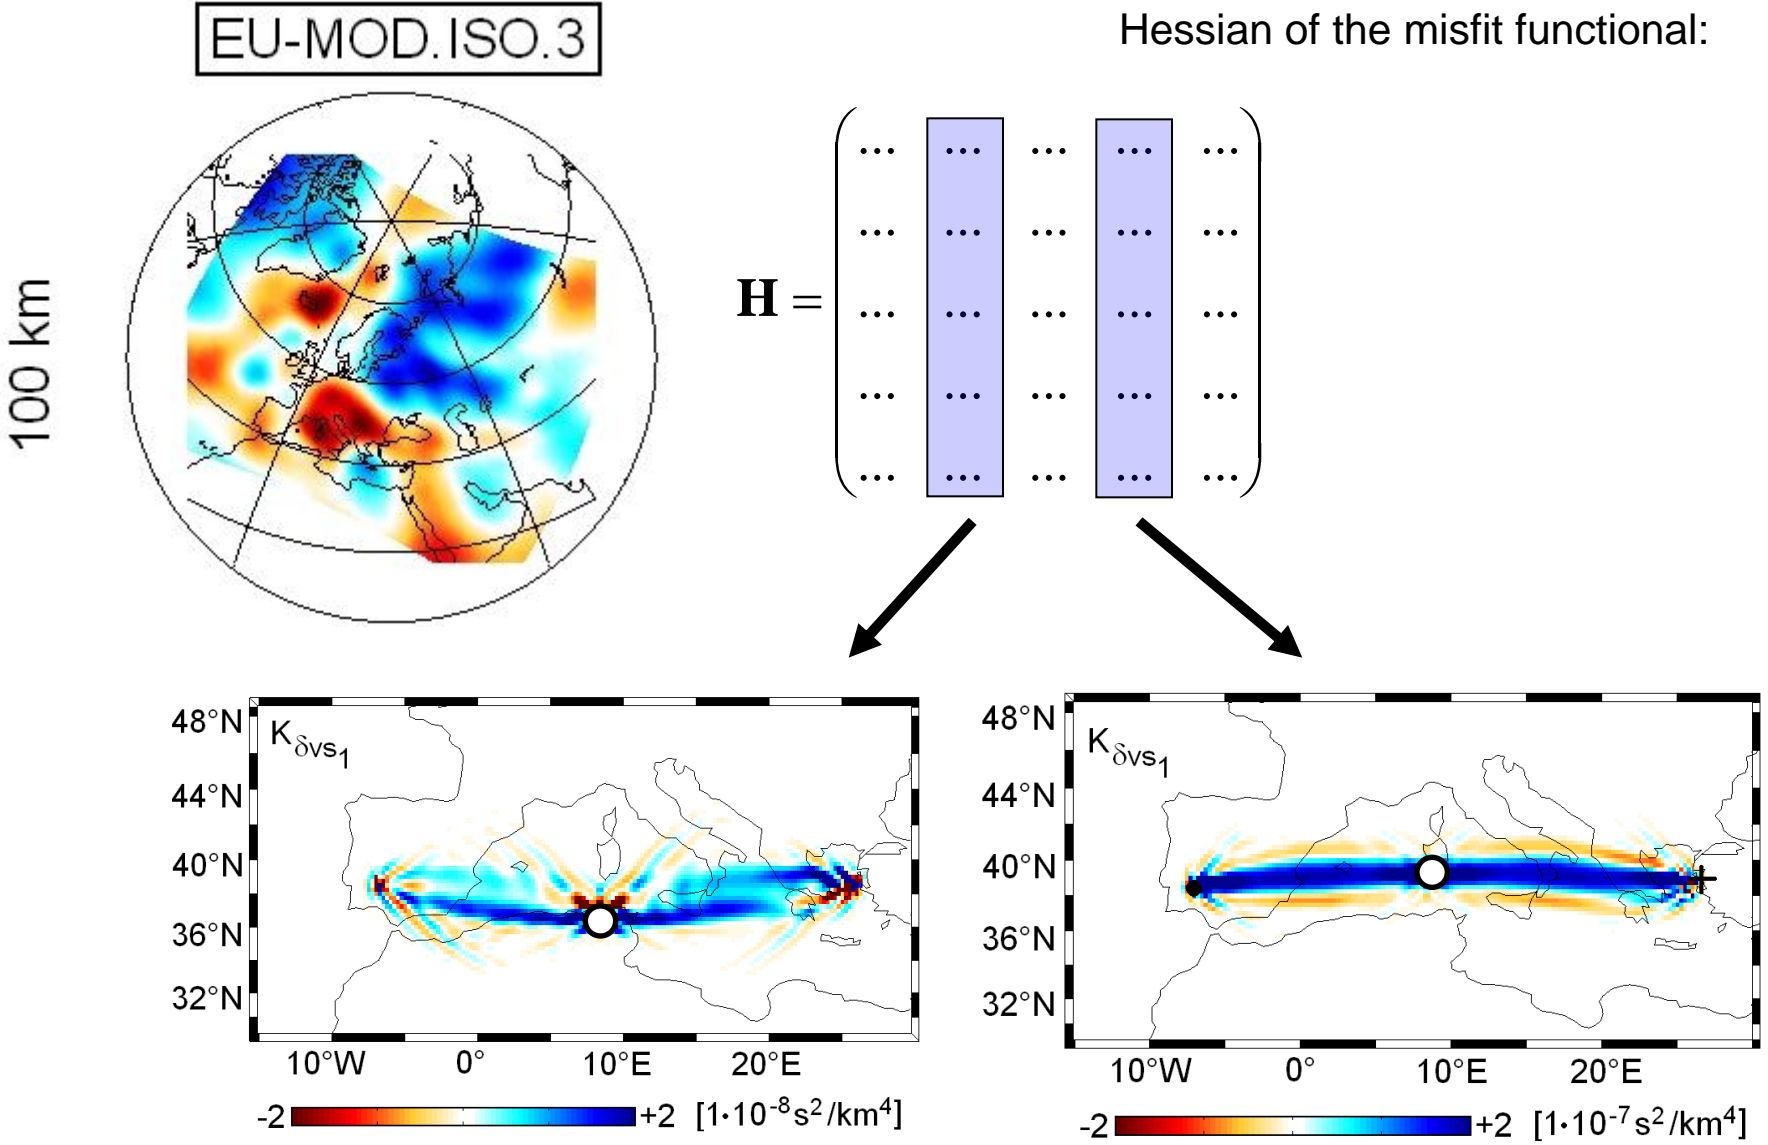 EU-MOD.ISO.3
Hessian of the misfit functional:
100 km
H =
... ... ... ... ...
... ... ... ... ...
... ... ... ... ...
... ... ... ... ...
... ... ... ... ...
K δvs1
48°N
44°N
40°N
36°N
32°N
10°W 0° 10°E 20°E
-2 +2 [1·10⁻⁸s²/km⁴]
K δvs1
48°N
44°N
40°N
36°N
32°N
10°W 0° 10°E 20°E
-2 +2 [1·10⁻⁷s²/km⁴]